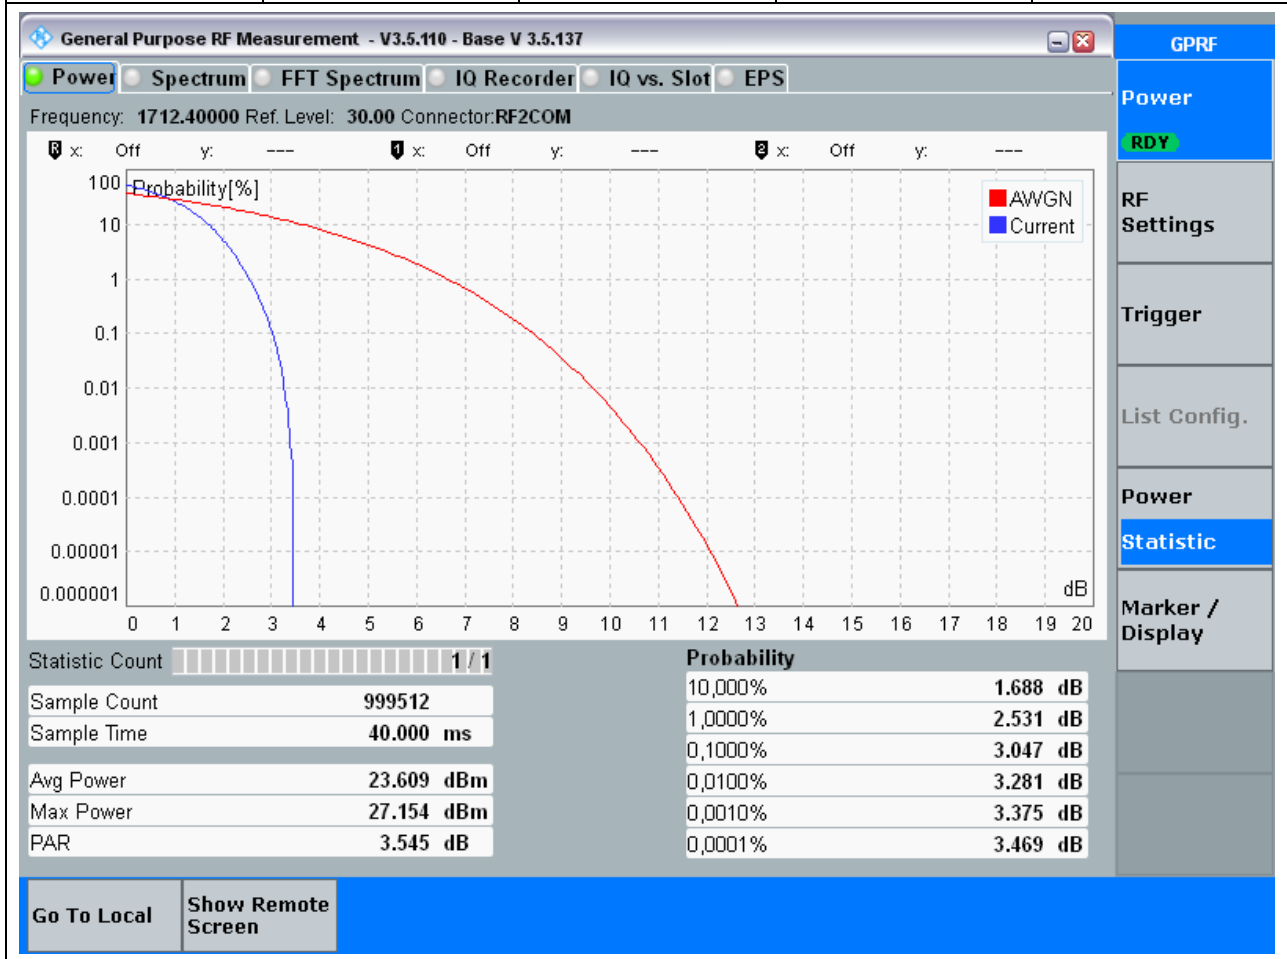 General Purpose RF Measurement - V3.5.110 - Base V 3.5.137
GPRF
Power Spectrum FFT Spectrum IQ Recorder IQ vs. Slot EPS
Frequency: 1712.40000 Ref. Level: 30.00 Connector:RF2COM
R x: Off y: --- 1 x: Off y: --- 2 x: Off y: ---
Probability[%]
AWGN
Current
100
10
1
0.1
0.01
0.001
0.0001
0.00001
0.000001
dB
0 1 2 3 4 5 6 7 8 9 10 11 12 13 14 15 16 17 18 19 20
Statistic Count 1 / 1
Sample Count 999512
Sample Time 40.000 ms
Avg Power 23.609 dBm
Max Power 27.154 dBm
PAR 3.545 dB
Probability
10,000% 1.688 dB
1,0000% 2.531 dB
0,1000% 3.047 dB
0,0100% 3.281 dB
0,0010% 3.375 dB
0,0001% 3.469 dB
Power
RDY
RF
Settings
Trigger
List Config.
Power
Statistic
Marker /
Display
Go To Local
Show Remote
Screen